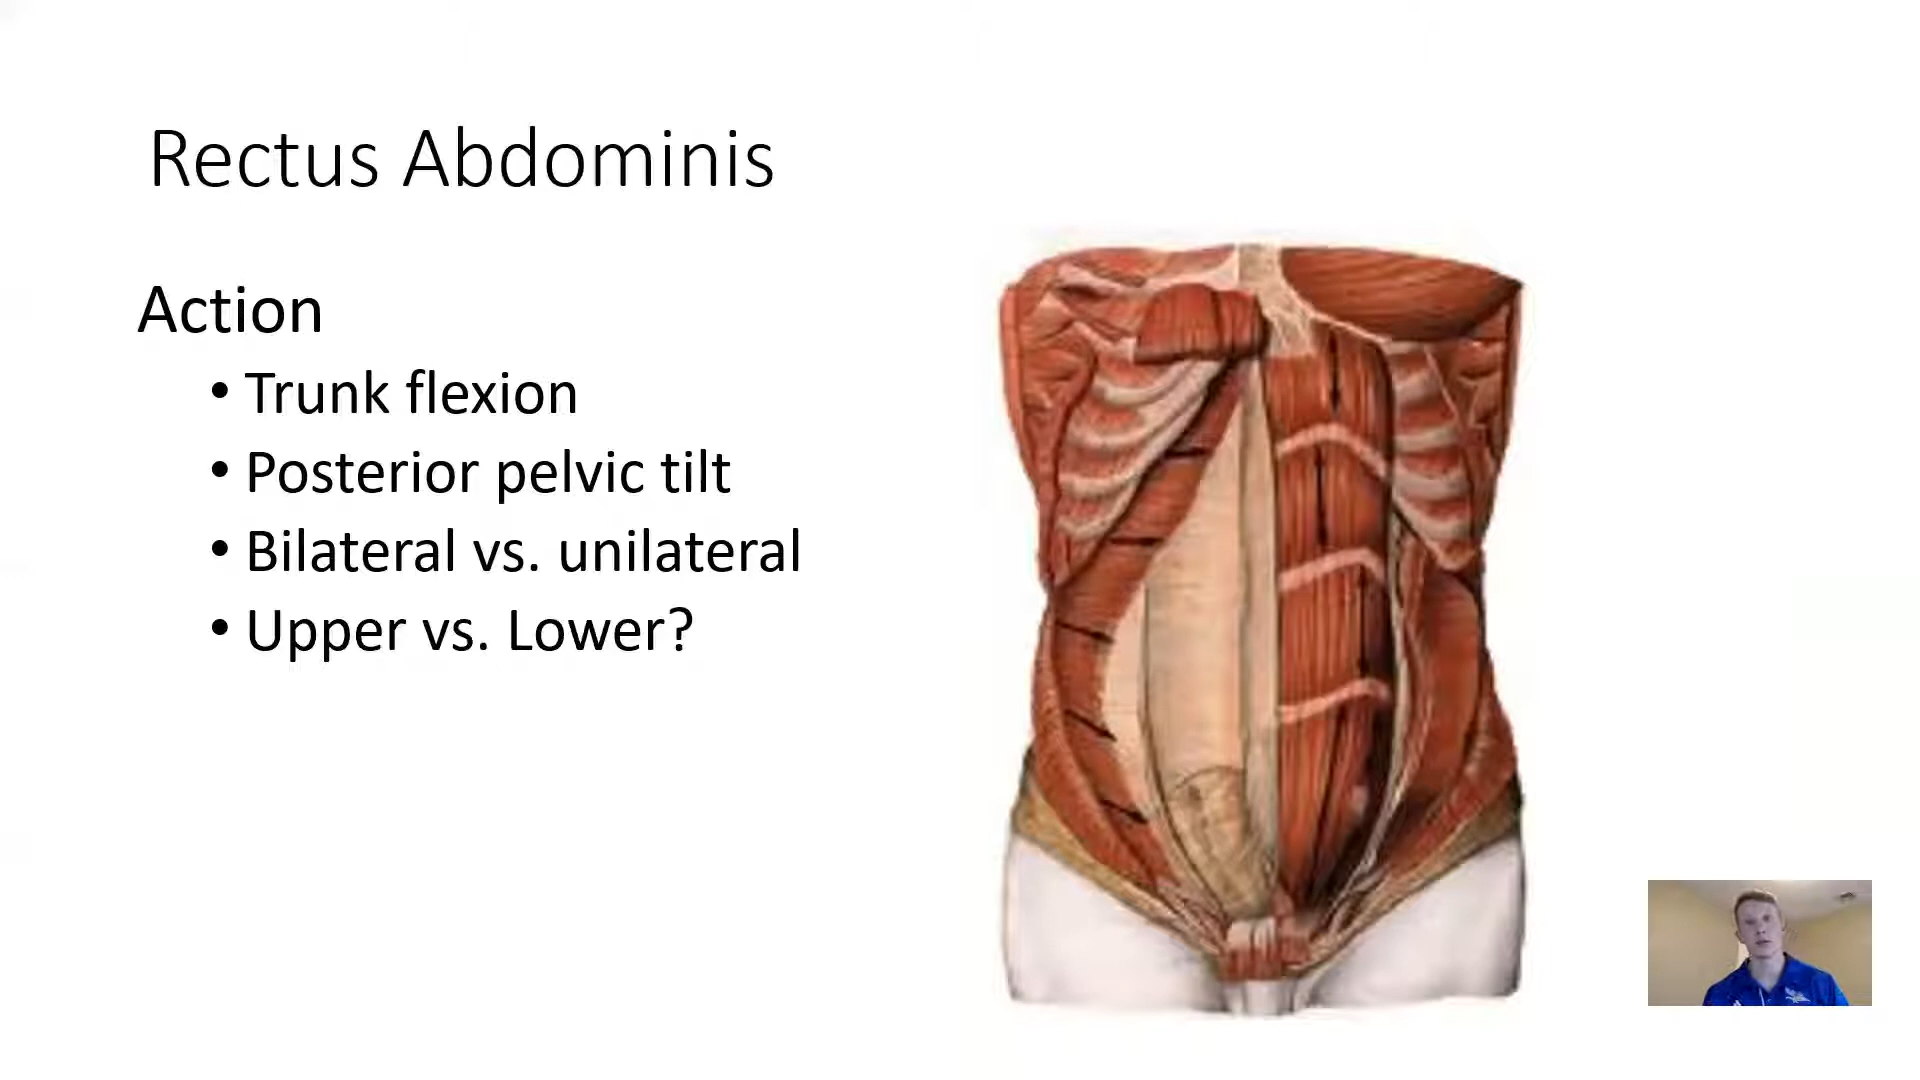 Rectus Abdominis
Action
• Trunk flexion
• Posterior pelvic tilt
• Bilateral vs. unilateral
• Upper vs. Lower?